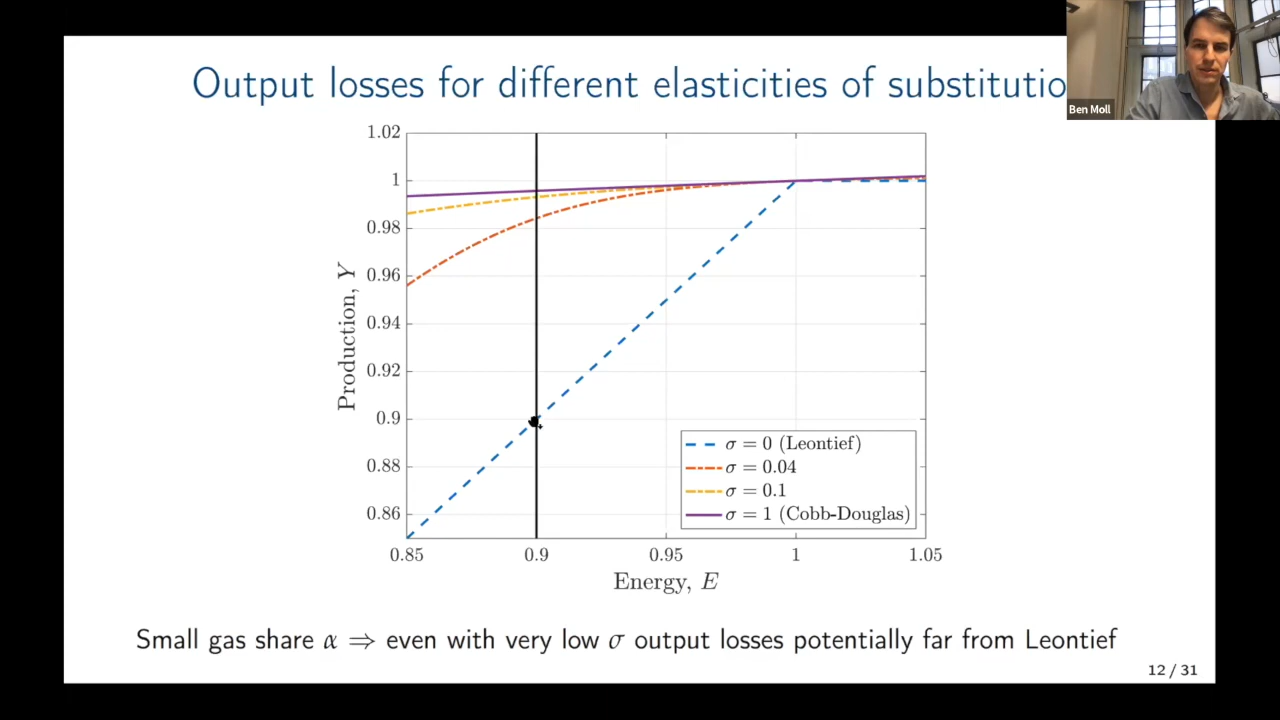 Output losses for different elasticities of substitutio
Ben Moll
1.02
1
0.98
0.96
0.94
0.92
0.9
0.88
0.86
Production, Y
0.85
0.9
0.95
1
1.05
Energy, E
σ = 0 (Leontief)
σ = 0.04
σ = 0.1
σ = 1 (Cobb-Douglas)
Small gas share α ⇒ even with very low σ output losses potentially far from Leontief
12 / 31